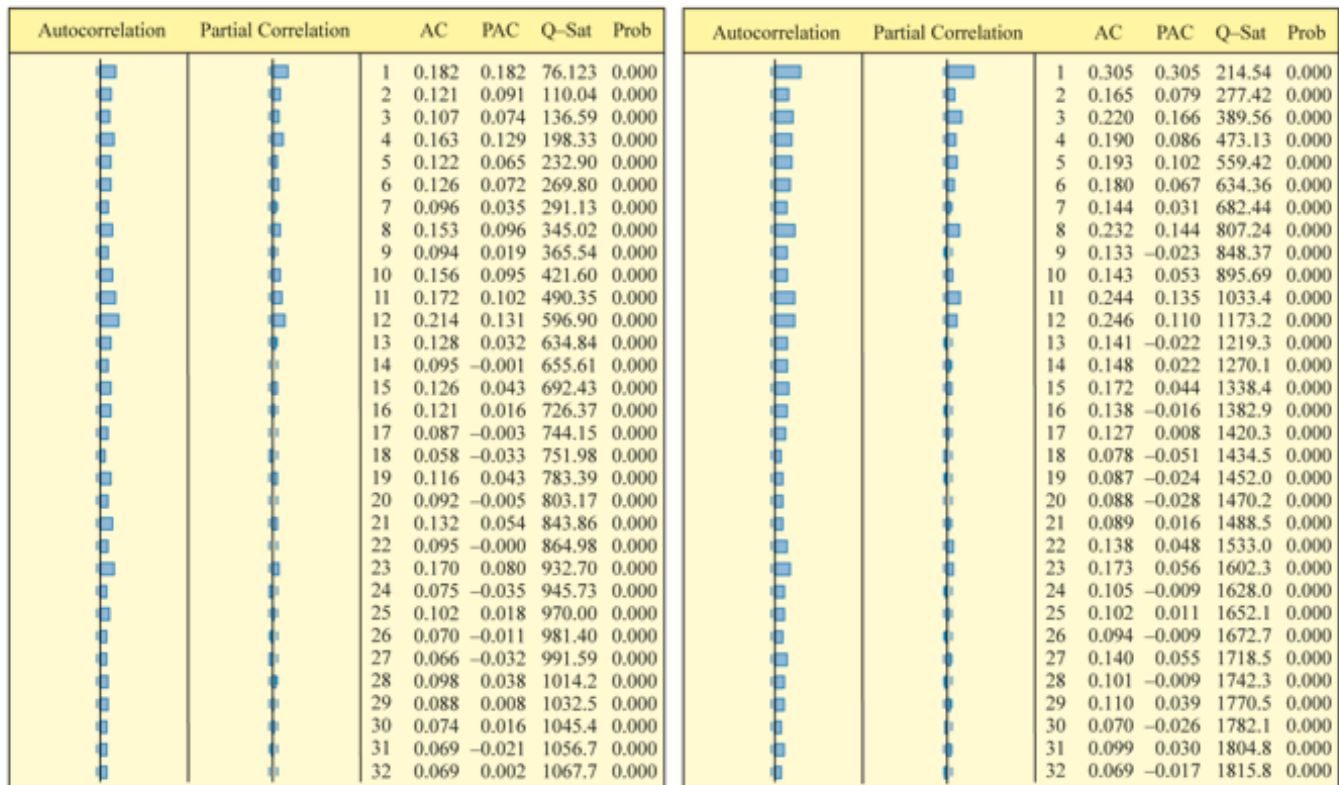 Autocorrelation Partial Correlation AC PAC Q–Sat Prob
1 0.182 0.182 76.123 0.000
2 0.121 0.091 110.04 0.000
3 0.107 0.074 136.59 0.000
4 0.163 0.129 198.33 0.000
5 0.122 0.065 232.90 0.000
6 0.126 0.072 269.80 0.000
7 0.096 0.035 291.13 0.000
8 0.153 0.096 345.02 0.000
9 0.094 0.019 365.54 0.000
10 0.156 0.095 421.60 0.000
11 0.172 0.102 490.35 0.000
12 0.214 0.131 596.90 0.000
13 0.128 0.032 634.84 0.000
14 0.095 –0.001 655.61 0.000
15 0.126 0.043 692.43 0.000
16 0.121 0.016 726.37 0.000
17 0.087 –0.003 744.15 0.000
18 0.058 –0.033 751.98 0.000
19 0.116 0.043 783.39 0.000
20 0.092 –0.005 803.17 0.000
21 0.132 0.054 843.86 0.000
22 0.095 –0.000 864.98 0.000
23 0.170 0.080 932.70 0.000
24 0.075 –0.035 945.73 0.000
25 0.102 0.018 970.00 0.000
26 0.070 –0.011 981.40 0.000
27 0.066 –0.032 991.59 0.000
28 0.098 0.038 1014.2 0.000
29 0.088 0.008 1032.5 0.000
30 0.074 0.016 1045.4 0.000
31 0.069 –0.021 1056.7 0.000
32 0.069 0.002 1067.7 0.000
Autocorrelation Partial Correlation AC PAC Q–Sat Prob
1 0.305 0.305 214.54 0.000
2 0.165 0.079 277.42 0.000
3 0.220 0.166 389.56 0.000
4 0.190 0.086 473.13 0.000
5 0.193 0.102 559.42 0.000
6 0.180 0.067 634.36 0.000
7 0.144 0.031 682.44 0.000
8 0.232 0.144 807.24 0.000
9 0.133 –0.023 848.37 0.000
10 0.143 0.053 895.69 0.000
11 0.244 0.135 1033.4 0.000
12 0.246 0.110 1173.2 0.000
13 0.141 –0.022 1219.3 0.000
14 0.148 0.022 1270.1 0.000
15 0.172 0.044 1338.4 0.000
16 0.138 –0.016 1382.9 0.000
17 0.127 0.008 1420.3 0.000
18 0.078 –0.051 1434.5 0.000
19 0.087 –0.024 1452.0 0.000
20 0.088 –0.028 1470.2 0.000
21 0.089 0.016 1488.5 0.000
22 0.138 0.048 1533.0 0.000
23 0.173 0.056 1602.3 0.000
24 0.105 –0.009 1628.0 0.000
25 0.102 0.011 1652.1 0.000
26 0.094 –0.009 1672.7 0.000
27 0.140 0.055 1718.5 0.000
28 0.101 –0.009 1742.3 0.000
29 0.110 0.039 1770.5 0.000
30 0.070 –0.026 1782.1 0.000
31 0.099 0.030 1804.8 0.000
32 0.069 –0.017 1815.8 0.000